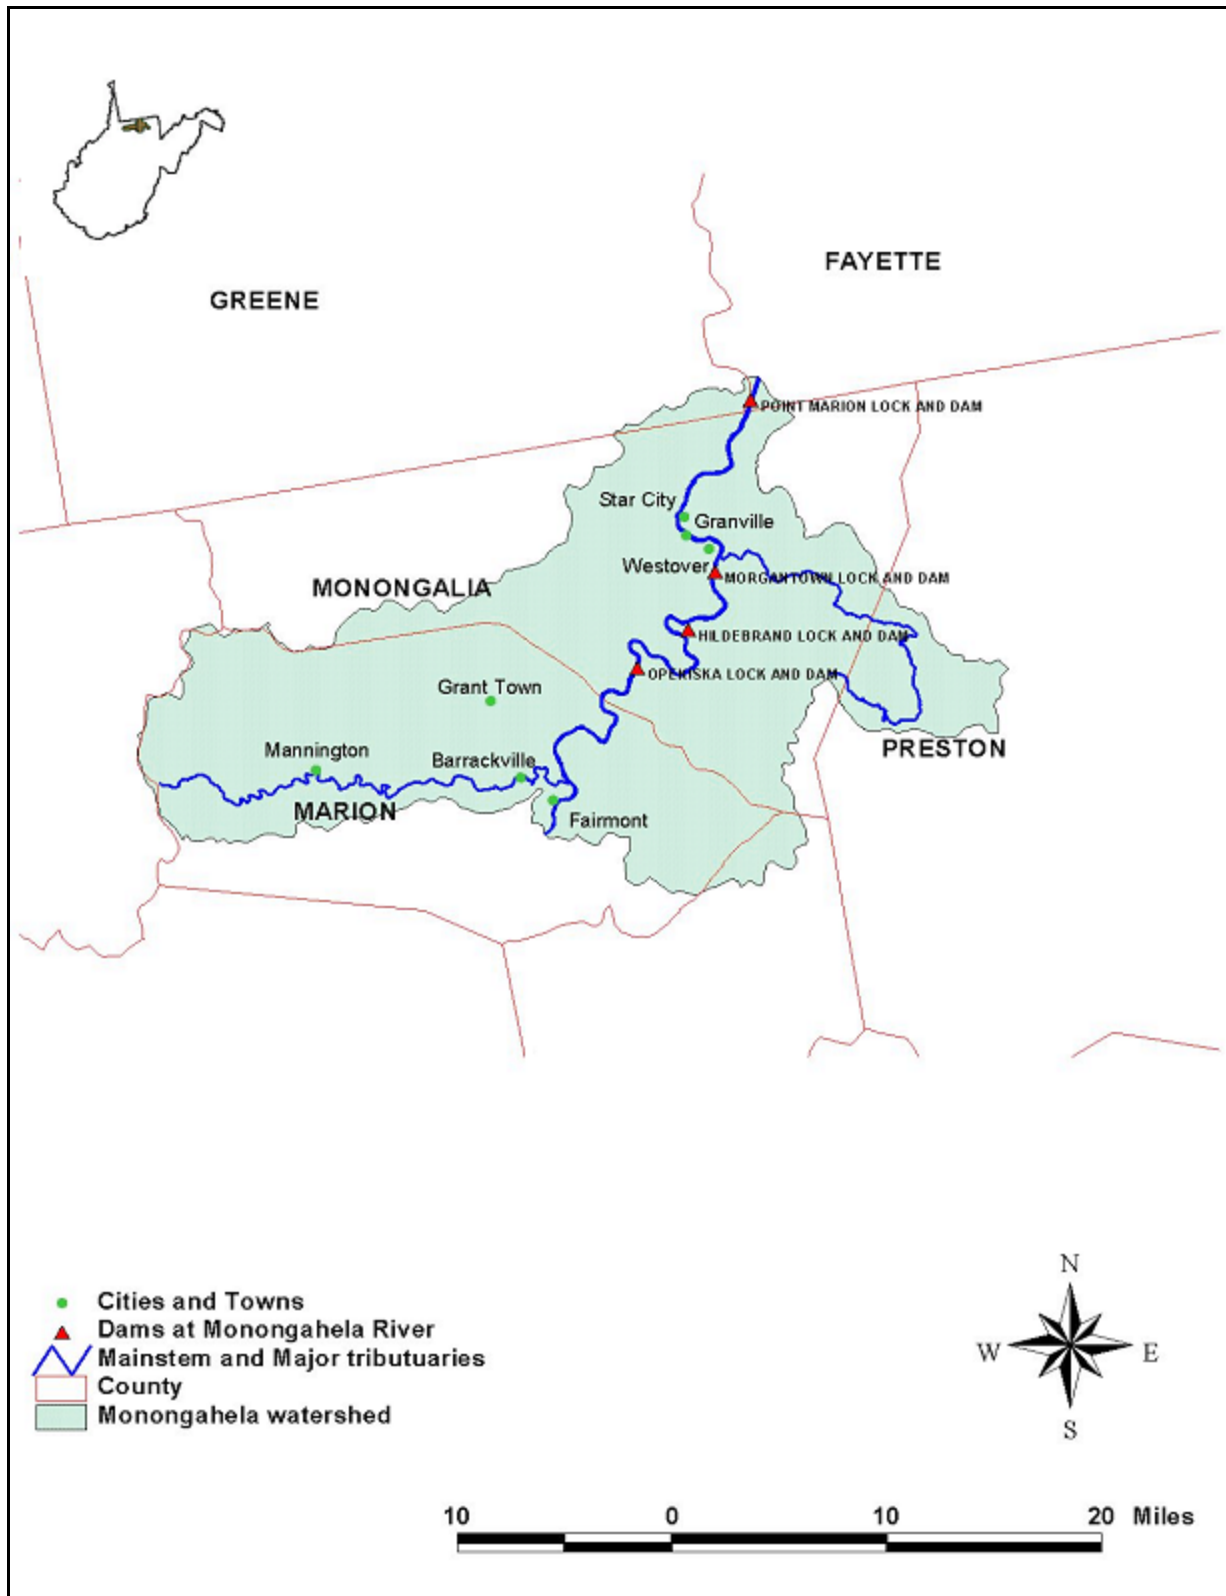 FAYETTE
GREENE
POINT MARION LOCK AND DAM
Star City
Granville
Westover
MORGANTOWN LOCK AND DAM
MONONGALIA
HILDEBRAND LOCK AND DAM
OPEKISKA LOCK AND DAM
Grant Town
PRESTON
Mannington
Barrackville
MARION
Fairmont
N
W
E
S
Cities and Towns
Dams at Monongahela River
Mainstem and Major tributuaries
County
Monongahela watershed
10 0 10 20 Miles